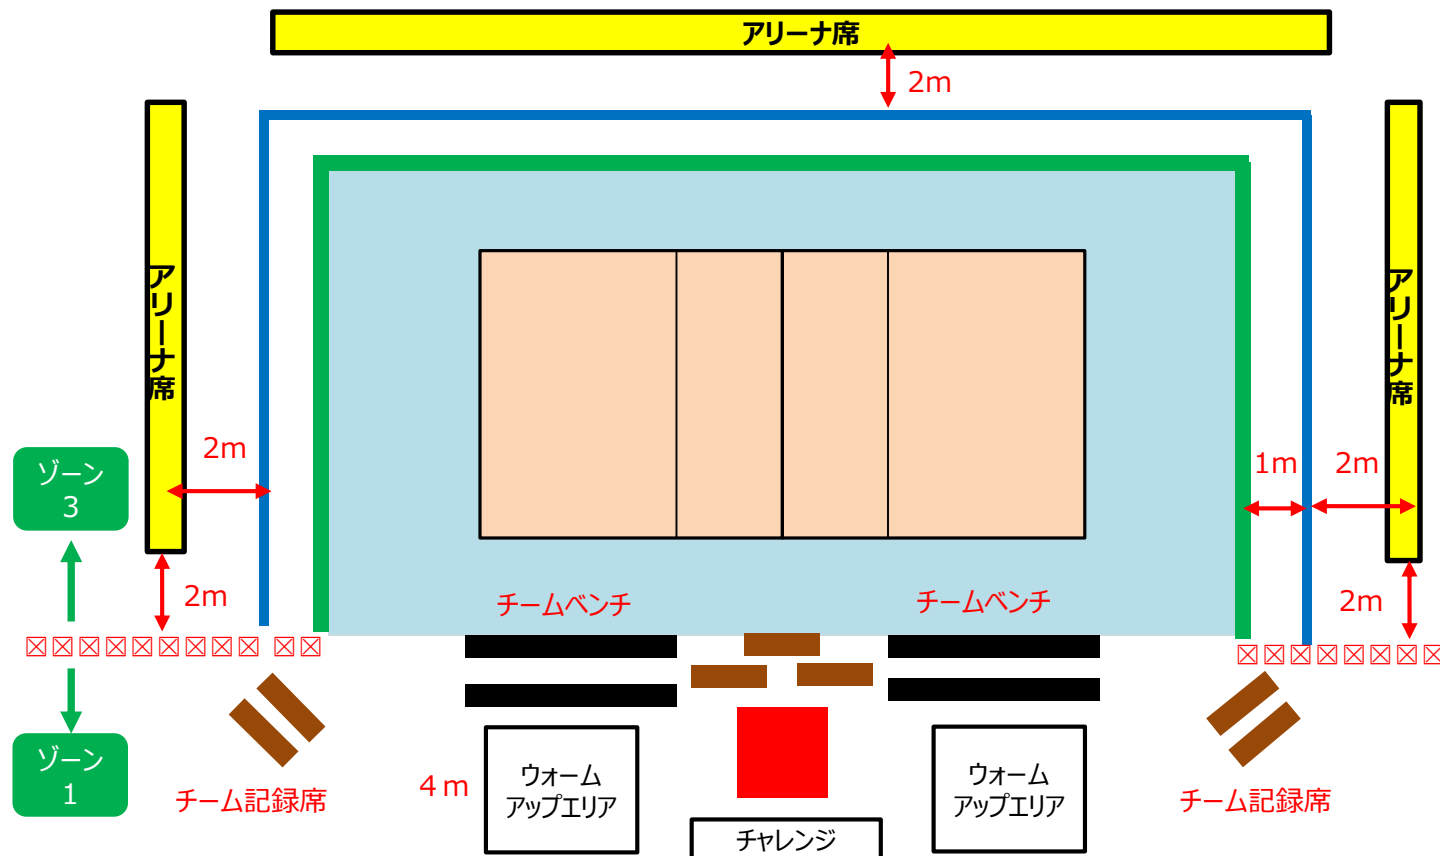 アリーナ席
2m
アリーナ席
アリーナ席
2m
1m
2m
ゾーン
3
2m
2m
チームベンチ
チームベンチ
ゾーン
1
チーム記録席
4ｍ
ウォーム
アップエリア
ウォーム
アップエリア
チーム記録席
チャレンジ